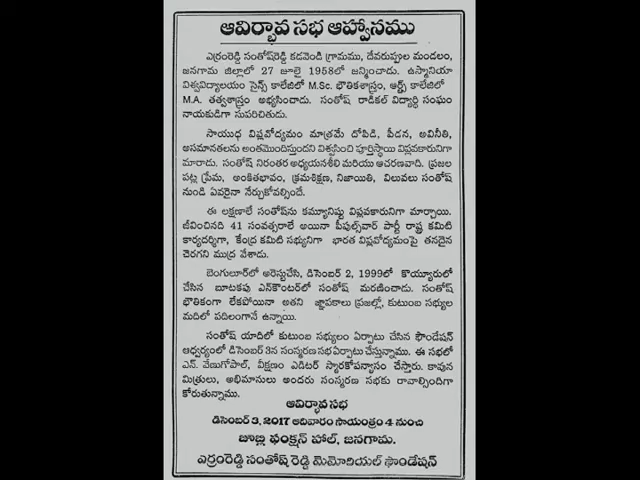 ఆవిర్భావ సభ ఆహ్వానము
ఎర్రంరెడ్డి సంతోష్‌రెడ్డి కడవెండి గ్రామము, దేవరుప్పుల మండలం,
జనగామ జిల్లాలో 27 జూలై 1958లో జన్మించాడు. ఉస్మానియా
విశ్వవిద్యాలయం సైన్స్ కాలేజిలో M.Sc. భౌతికశాస్త్రం, ఆర్ట్స్ కాలేజిలో
M.A. తత్వశాస్త్రం అభ్యసించాడు. సంతోష్ రాడికల్ విద్యార్థి సంఘం
నాయకుడిగా సుపరిచితుడు.
సాయుధ విప్లవోద్యమం మాత్రమే దోపిడి, పీడన, అవినీతి,
అసమానతలను అంతమొందిస్తుందని విశ్వసించి పూర్తిస్థాయి విప్లవకారునిగా
మారాడు. సంతోష్ నిరంతర అధ్యయనశీలి మరియు ఆచరణవాది. ప్రజల
పట్ల ప్రేమ, అంకితభావం, క్రమశిక్షణ, నిజాయితి, విలువలు సంతోష్
నుండి ఎవరైనా నేర్చుకోవల్సిందే.
ఈ లక్షణాలే సంతోష్‌ను కమ్యూనిష్టు విప్లవకారునిగా మార్చాయి.
జీవించినది 41 సంవత్సరాలే అయినా పీపుల్స్‌వార్ పార్టీ రాష్ట్ర కమిటి
కార్యదర్శిగా, కేంద్ర కమిటి సభ్యునిగా భారత విప్లవోద్యమంపై తనదైన
చెరగని ముద్ర వేశాడు.
బెంగులూర్‌లో అరెస్టుచేసి, డిసెంబర్ 2, 1999లో కొయ్యూరులో
చేసిన బూటకపు ఎన్‌కౌంటర్‌లో సంతోష్ మరణించాడు. సంతోష్
భౌతికంగా లేకపోయినా అతని జ్ఞాపకాలు ప్రజల్లో, కుటుంబ సభ్యుల
మదిలో పదిలంగానే ఉన్నాయి.
సంతోష్ యాదిలో కుటుంబ సభ్యులం ఏర్పాటు చేసిన ఫౌండేషన్
ఆధ్వర్యంలో డిసెంబర్ 3న సంస్మరణ సభ ఏర్పాటు చేస్తున్నాము. ఈ సభలో
ఎన్. వేణుగోపాల్, వీక్షణం ఎడిటర్ స్మారకోపన్యాసం చేస్తారు. కావున
మిత్రులు, అభిమానులు అందరు సంస్మరణ సభకు రావాల్సిందిగా
కోరుతున్నాము.
ఆవిర్భావ సభ
డిసెంబర్ 3, 2017 ఆదివారం సాయంత్రం 4 నుంచి
జూబ్లి ఫంక్షన్ హాల్, జనగామ.
ఎర్రంరెడ్డి సంతోష్ రెడ్డి మెమోరియల్ ఫౌండేషన్